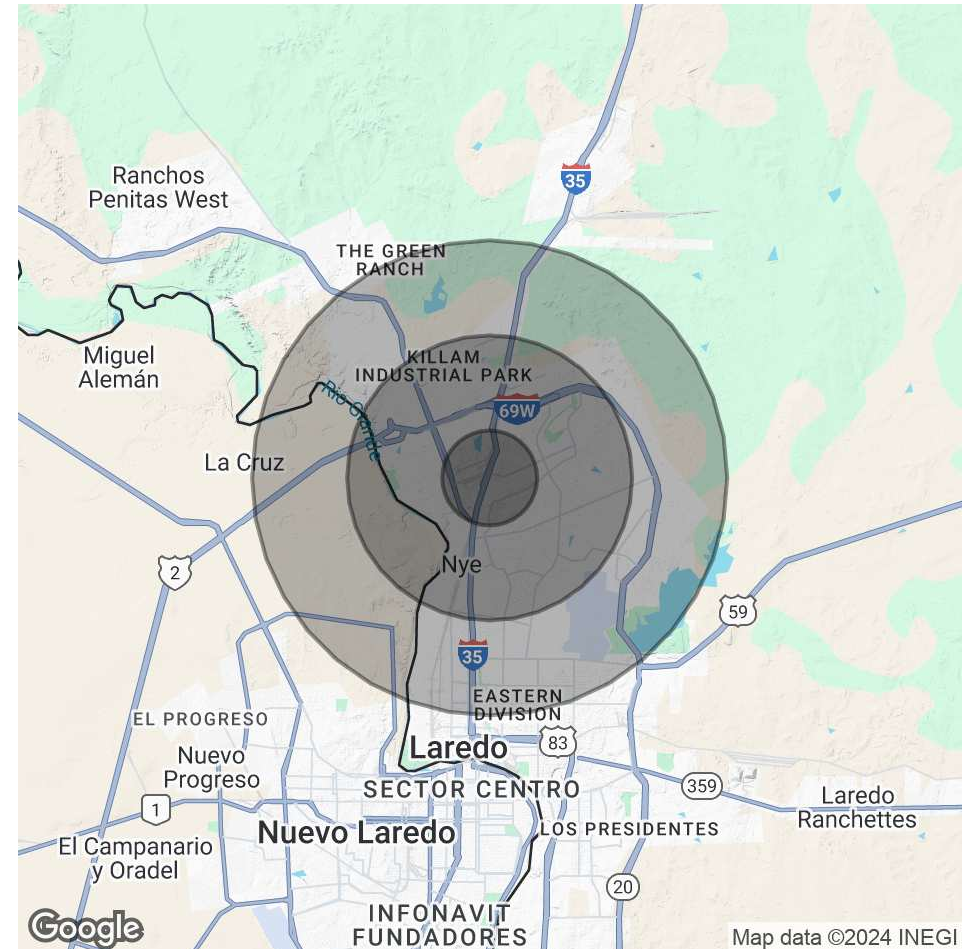 35
Ranchos
Penitas West
THE GREEN
RANCH
Miguel
Alemán
KILLAM
INDUSTRIAL PARK
Rio Grande
69W
La Cruz
Nye
2
59
35
EASTERN
DIVISION
EL PROGRESO
Nuevo
Progreso
Laredo
83
SECTOR CENTRO
359
Laredo
Ranchettes
1
Nuevo Laredo
LOS PRESIDENTES
El Campanario
y Oradel
20
INFONAVIT
FUNDADORES
Google
Map data ©2024 INEGI